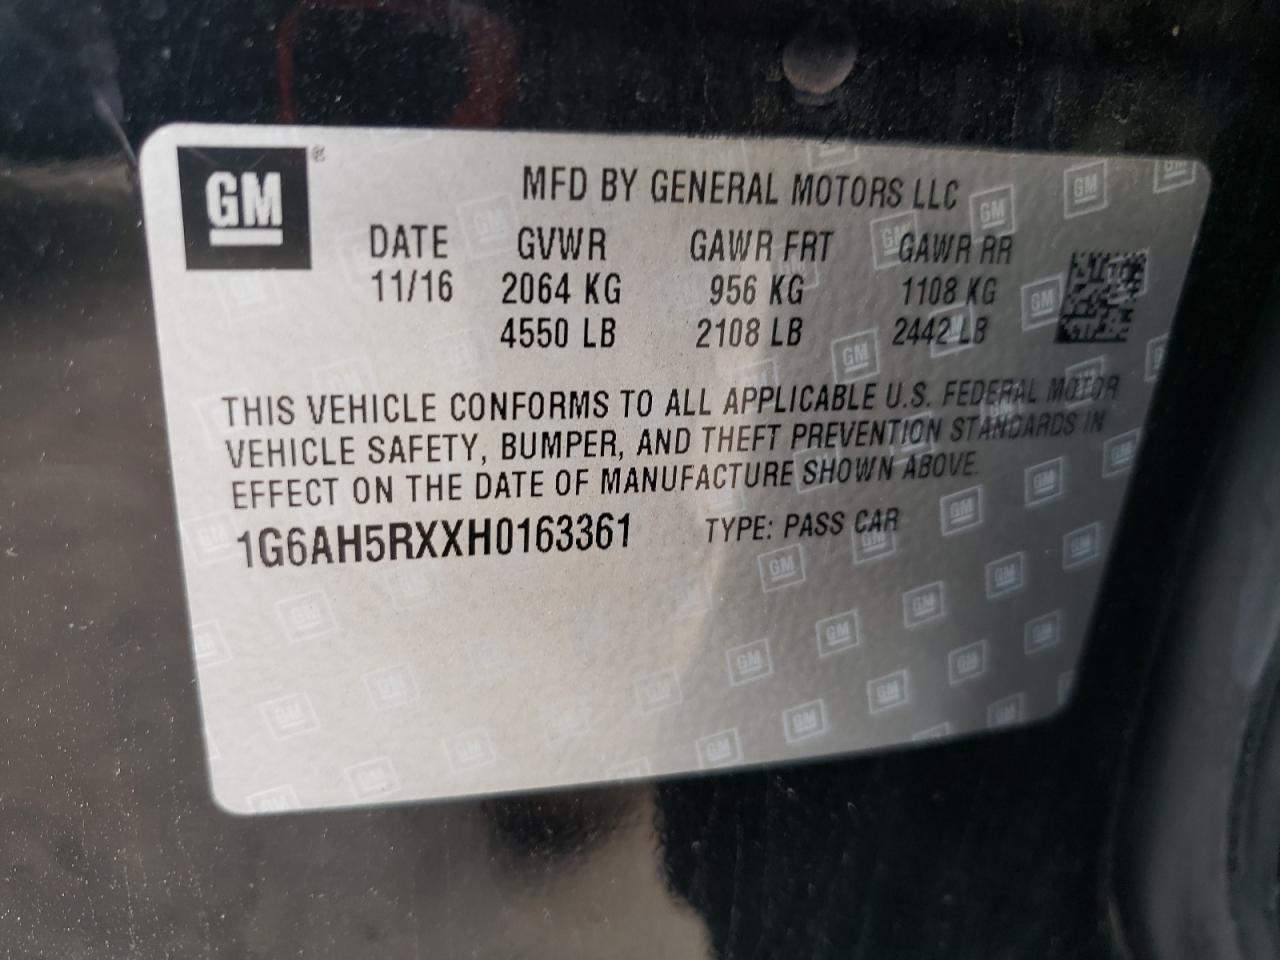 GM
MFD BY GENERAL MOTORS LLC
DATE GVWR GAWR FRT GAWR RR
11/16 2064 KG 956 KG 1108 KG
4550 LB 2108 LB 2442 LB
THIS VEHICLE CONFORMS TO ALL APPLICABLE U.S. FEDERAL MOTOR
VEHICLE SAFETY, BUMPER, AND THEFT PREVENTION STANDARDS IN
EFFECT ON THE DATE OF MANUFACTURE SHOWN ABOVE.
1G6AH5RXXH0163361 TYPE: PASS CAR